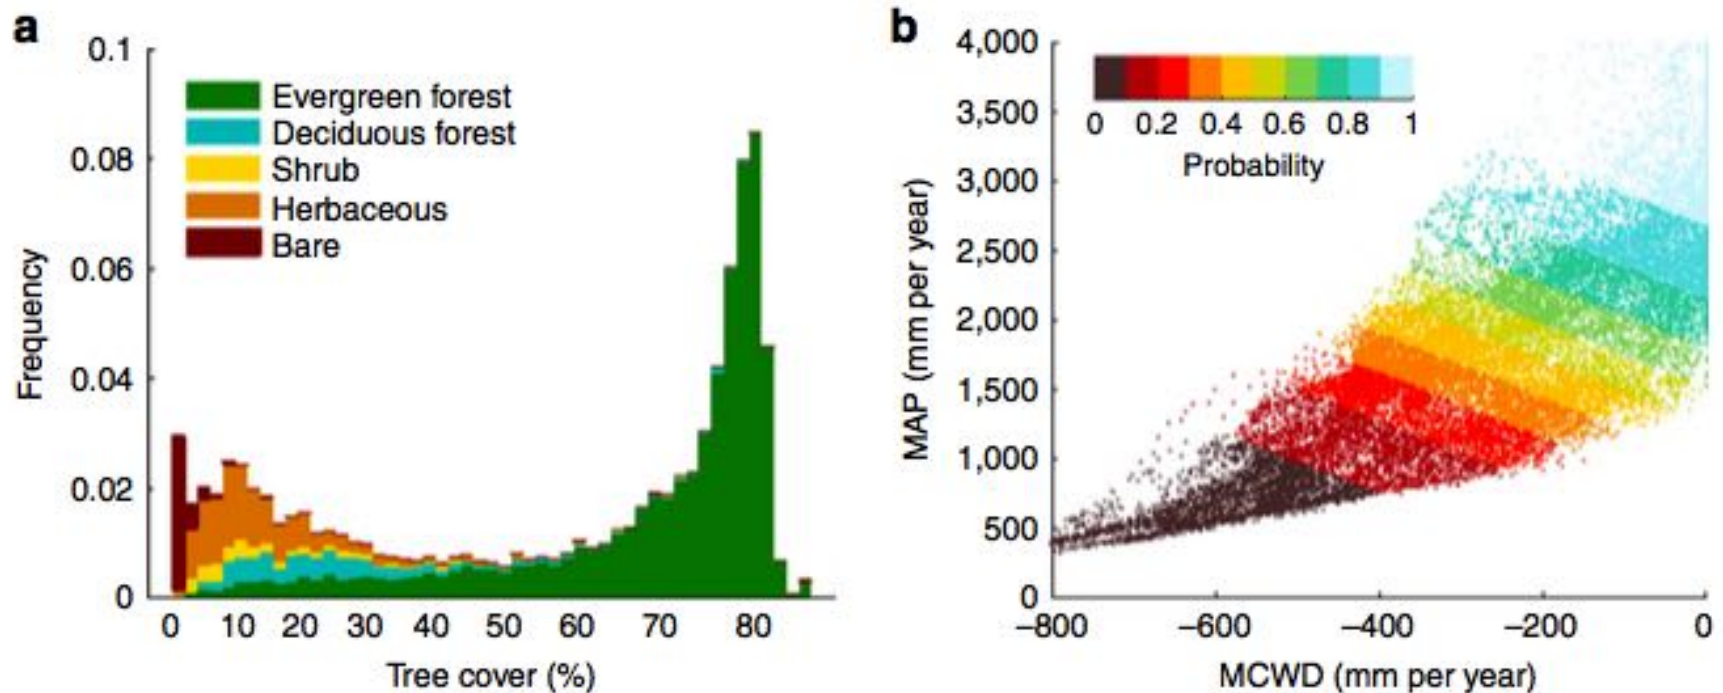 a
0.1
0.08
0.06
0.04
0.02
0
Frequency
Evergreen forest
Deciduous forest
Shrub
Herbaceous
Bare
0 10 20 30 40 50 60 70 80
Tree cover (%)
b
4,000
3,500
3,000
2,500
2,000
1,500
1,000
500
0
MAP (mm per year)
0 0.2 0.4 0.6 0.8 1
Probability
–800 –600 –400 –200 0
MCWD (mm per year)